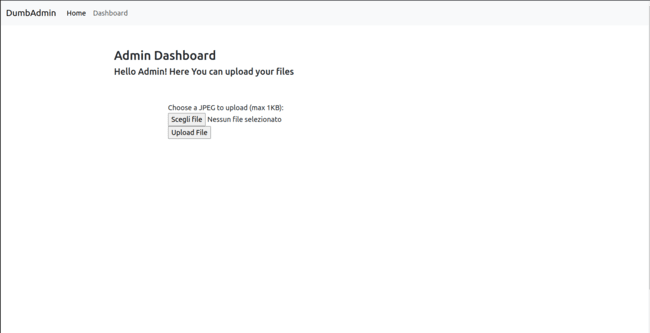 DumbAdmin Home Dashboard
Admin Dashboard
Hello Admin! Here You can upload your files
Choose a JPEG to upload (max 1KB):
Scegli file Nessun file selezionato
Upload File